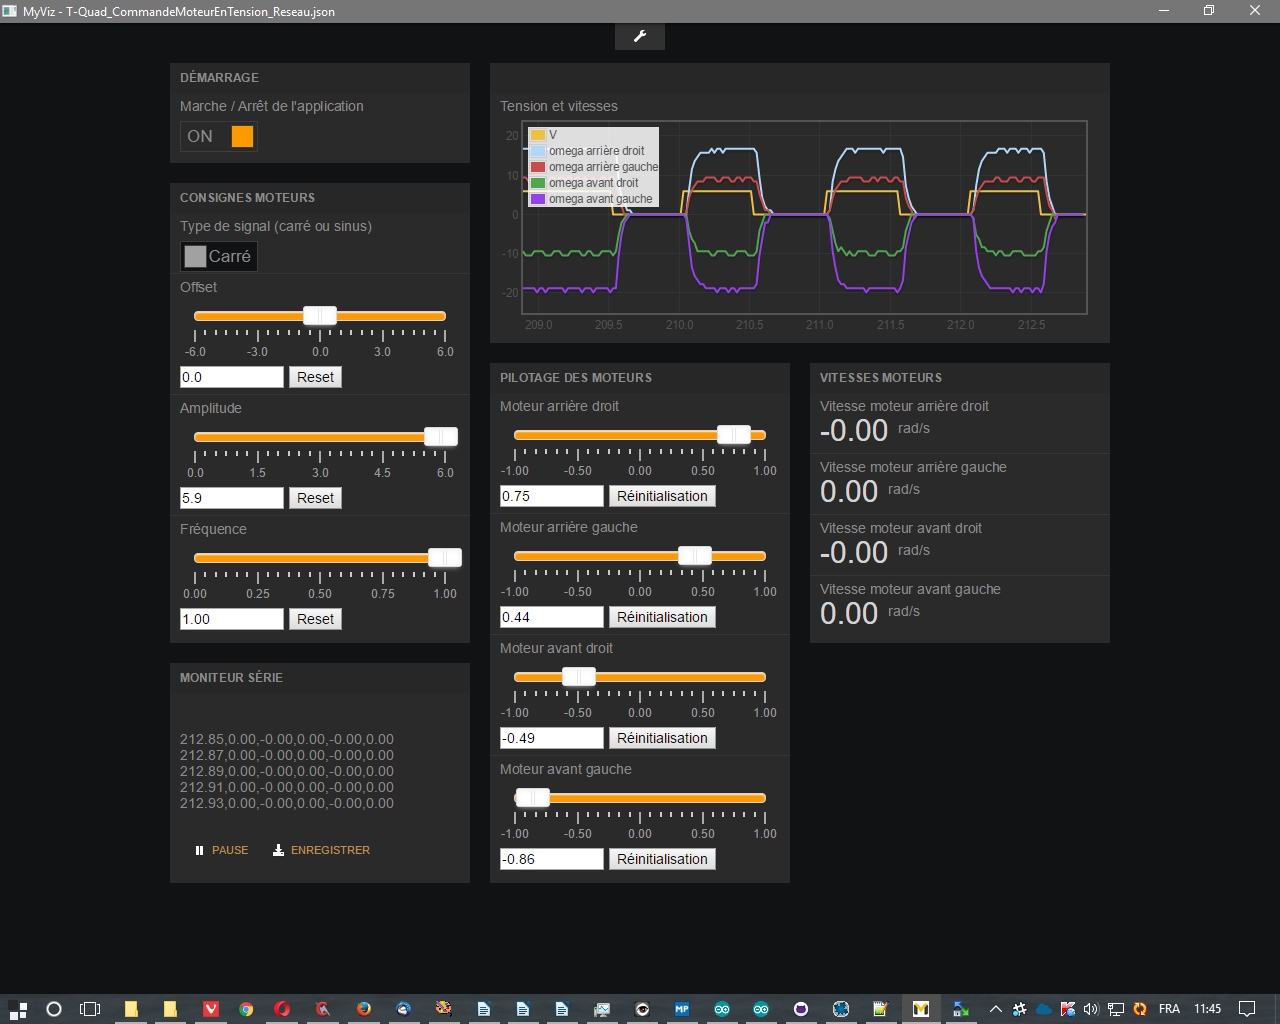 MyViz - T-Quad_CommandeMoteurEnTension_Reseau.json
DÉMARRAGE
Marche / Arrêt de l'application
ON
CONSIGNES MOTEURS
Type de signal (carré ou sinus)
Carré
Offset
-6.0 -3.0 0.0 3.0 6.0
0.0 Reset
Amplitude
0.0 1.5 3.0 4.5 6.0
5.9 Reset
Fréquence
0.00 0.25 0.50 0.75 1.00
1.00 Reset
MONITEUR SÉRIE
212.85,0.00,-0.00,0.00,-0.00,0.00
212.87,0.00,-0.00,0.00,-0.00,0.00
212.89,0.00,-0.00,0.00,-0.00,0.00
212.91,0.00,-0.00,0.00,-0.00,0.00
212.93,0.00,-0.00,0.00,-0.00,0.00
PAUSE ENREGISTRER
Tension et vitesses
20
10
0
-10
-20
V
omega arrière droit
omega arrière gauche
omega avant droit
omega avant gauche
209.0 209.5 210.0 210.5 211.0 211.5 212.0 212.5
PILOTAGE DES MOTEURS
Moteur arrière droit
-1.00 -0.50 0.00 0.50 1.00
0.75 Réinitialisation
Moteur arrière gauche
-1.00 -0.50 0.00 0.50 1.00
0.44 Réinitialisation
Moteur avant droit
-1.00 -0.50 0.00 0.50 1.00
-0.49 Réinitialisation
Moteur avant gauche
-1.00 -0.50 0.00 0.50 1.00
-0.86 Réinitialisation
VITESSES MOTEURS
Vitesse moteur arrière droit
-0.00 rad/s
Vitesse moteur arrière gauche
0.00 rad/s
Vitesse moteur avant droit
-0.00 rad/s
Vitesse moteur avant gauche
0.00 rad/s
MP
FRA 11:45